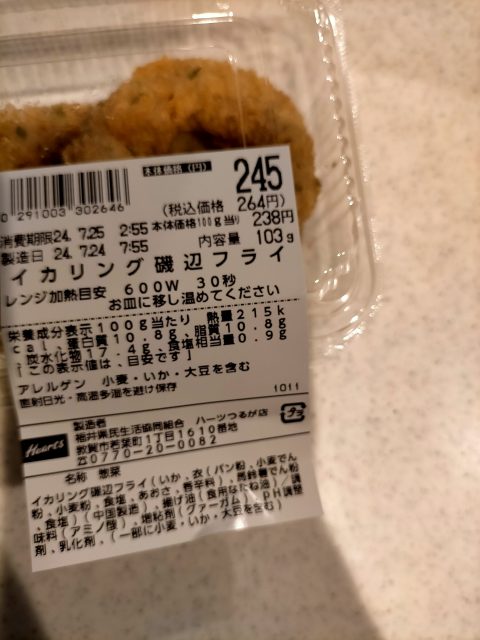 本体価格(円)
245
(税込価格 264円)
0 291003 302646
消費期限24.7.25 2:55 本体価格100g当り 238円
製造日 24.7.24 7:55 内容量 103g
イカリング磯辺フライ
レンジ加熱目安 600W 30秒
お皿に移し温めてください
栄養成分表示100g当たり 熱量215k
cal、蛋白質10.8g、脂質10.8g
、炭水化物17.4g、食塩相当量0.9g
[この表示値は、目安です]
アレルゲン 小麦・いか・大豆を含む
直射日光・高温多湿を避け保存
1011
製造者
福井県民生活協同組合 ハーツつるが店
敦賀市若葉町1丁目1610番地
☎0770-20-0082
Hearts
プラ
名称 惣菜
イカリング磯辺フライ(いか、衣(パン粉、小麦でん
粉、小麦粉、食塩、あおさ、香辛料)、馬鈴薯でん粉
、食塩)(中国製造)、揚げ油(食用なたね油)/調
味料(アミノ酸)、増粘剤(グァーガム)、pH調整
剤、乳化剤、(一部に小麦・いか・大豆を含む)